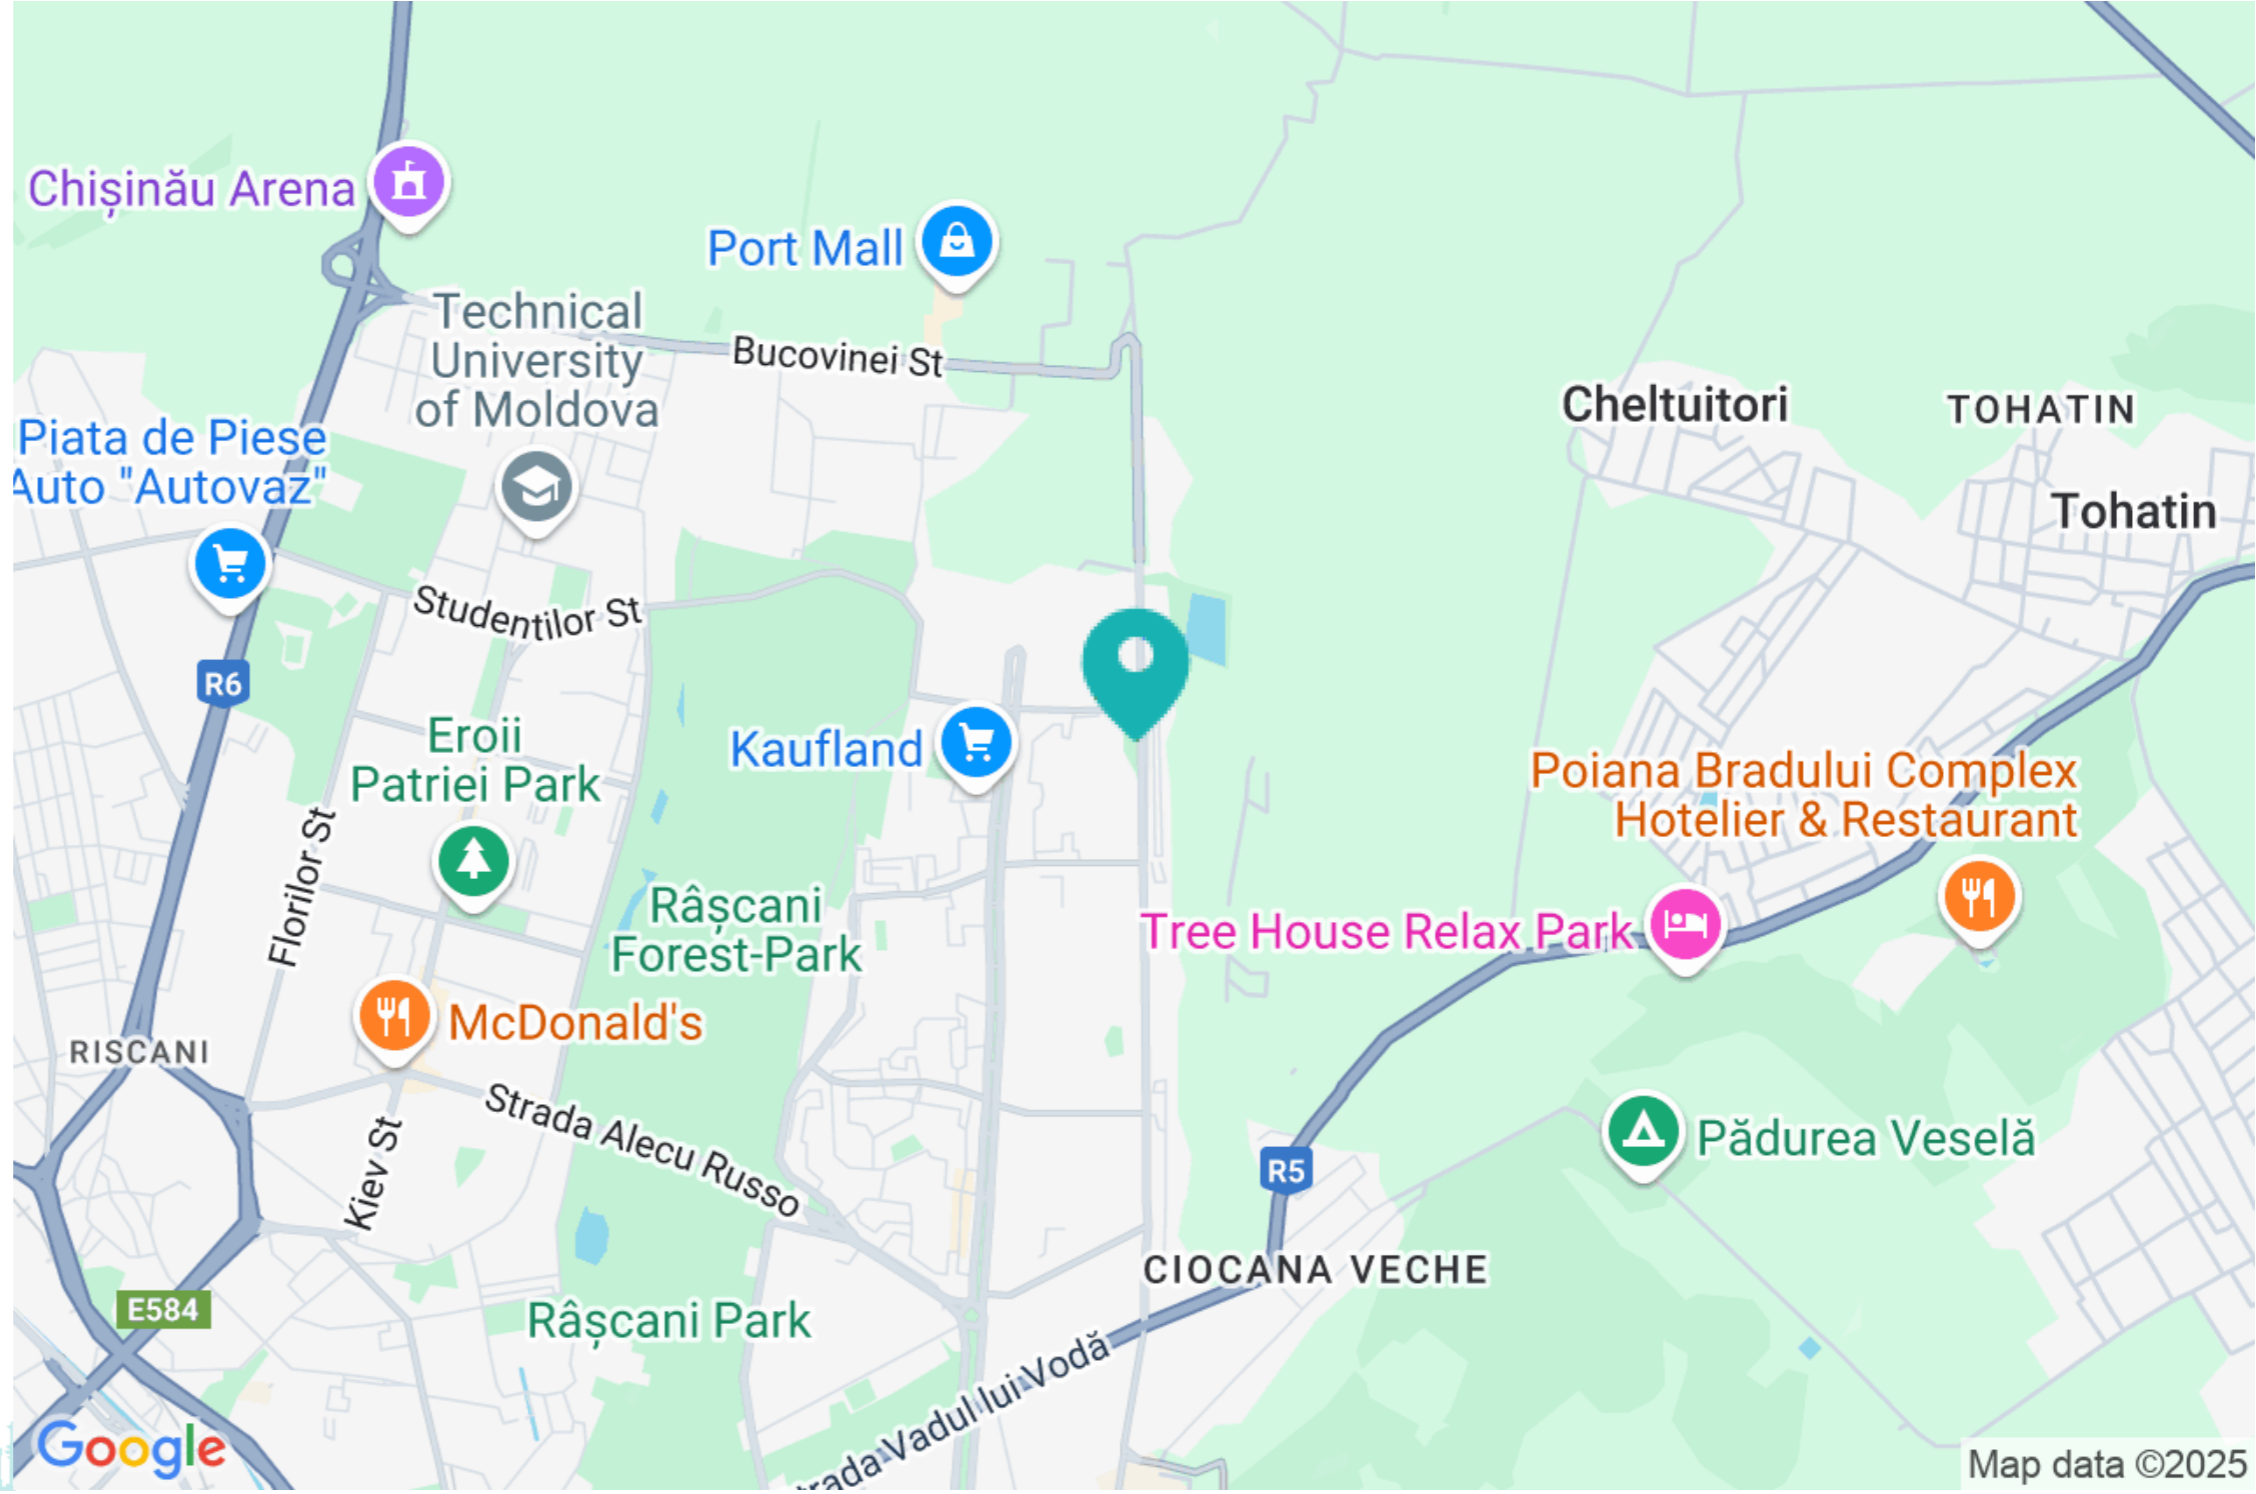 Chișinău Arena
Port Mall
Technical
University
of Moldova
Bucovinei St
Cheltuitori
TOHATIN
Piata de Piese
Auto "Autovaz"
Tohatin
Studentilor St
R6
Eroii
Patriei Park
Kaufland
Poiana Bradului Complex
Hotelier & Restaurant
Florilor St
Râșcani
Forest-Park
Tree House Relax Park
McDonald's
RISCANI
Strada Alecu Russo
Kiev St
Pădurea Veselă
R5
CIOCANA VECHE
E584
Râșcani Park
trada Vadul lui Vodă
Google
Map data ©2025